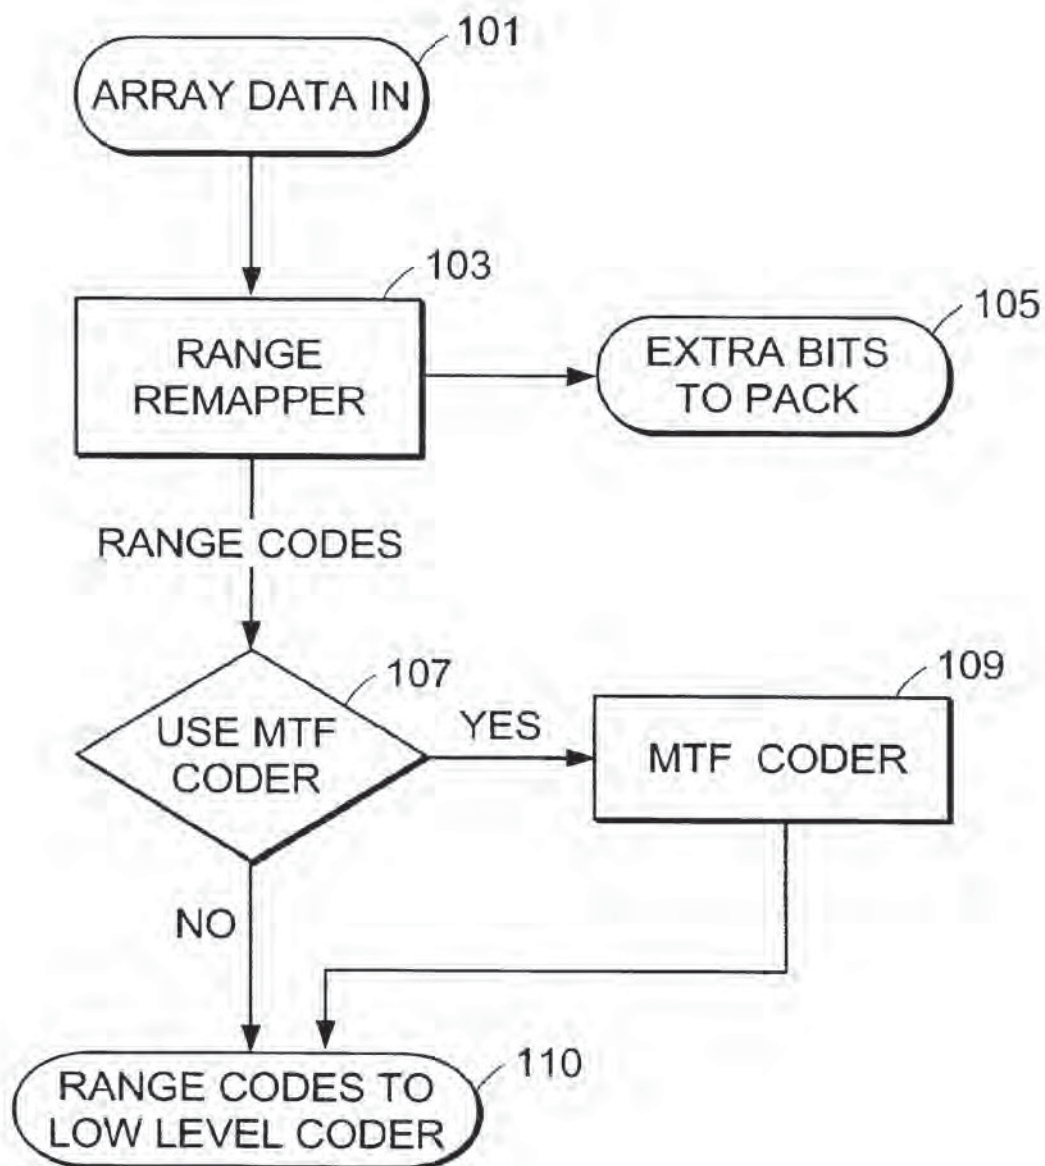 101
ARRAY DATA IN
103
RANGE
REMAPPER
105
EXTRA BITS
TO PACK
RANGE CODES
107
USE MTF
CODER
YES
109
MTF CODER
NO
110
RANGE CODES TO
LOW LEVEL CODER